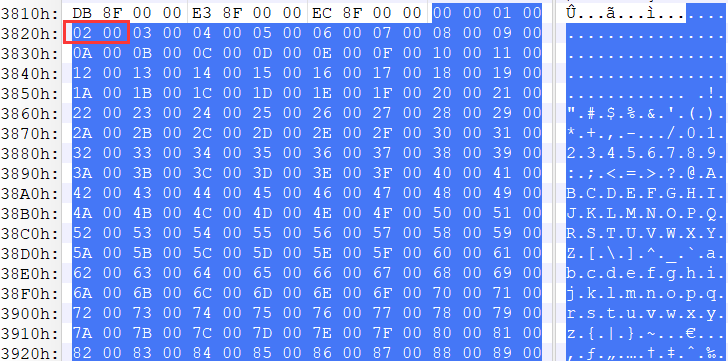 3810h: DB 8F 00 00 E3 8F 00 00 EC 8F 00 00 00 00 01 00 Û...ã...ì.......
3820h: 02 00 03 00 04 00 05 00 06 00 07 00 08 00 09 00 ................
3830h: 0A 00 0B 00 0C 00 0D 00 0E 00 0F 00 10 00 11 00 ................
3840h: 12 00 13 00 14 00 15 00 16 00 17 00 18 00 19 00 ................
3850h: 1A 00 1B 00 1C 00 1D 00 1E 00 1F 00 20 00 21 00 ............ .!.
3860h: 22 00 23 00 24 00 25 00 26 00 27 00 28 00 29 00 ".#.$.%.&.'.(.).
3870h: 2A 00 2B 00 2C 00 2D 00 2E 00 2F 00 30 00 31 00 *.+.,.-.../.0.1.
3880h: 32 00 33 00 34 00 35 00 36 00 37 00 38 00 39 00 2.3.4.5.6.7.8.9.
3890h: 3A 00 3B 00 3C 00 3D 00 3E 00 3F 00 40 00 41 00 :.;.<.=.>.?.@.A.
38A0h: 42 00 43 00 44 00 45 00 46 00 47 00 48 00 49 00 B.C.D.E.F.G.H.I.
38B0h: 4A 00 4B 00 4C 00 4D 00 4E 00 4F 00 50 00 51 00 J.K.L.M.N.O.P.Q.
38C0h: 52 00 53 00 54 00 55 00 56 00 57 00 58 00 59 00 R.S.T.U.V.W.X.Y.
38D0h: 5A 00 5B 00 5C 00 5D 00 5E 00 5F 00 60 00 61 00 Z.[.\.].^._.`.a.
38E0h: 62 00 63 00 64 00 65 00 66 00 67 00 68 00 69 00 b.c.d.e.f.g.h.i.
38F0h: 6A 00 6B 00 6C 00 6D 00 6E 00 6F 00 70 00 71 00 j.k.l.m.n.o.p.q.
3900h: 72 00 73 00 74 00 75 00 76 00 77 00 78 00 79 00 r.s.t.u.v.w.x.y.
3910h: 7A 00 7B 00 7C 00 7D 00 7E 00 7F 00 80 00 81 00 z.{.|.}.~...€...
3920h: 82 00 83 00 84 00 85 00 86 00 87 00 88 00 89 00 ‚.ƒ.„.….†.‡.ˆ.‰.